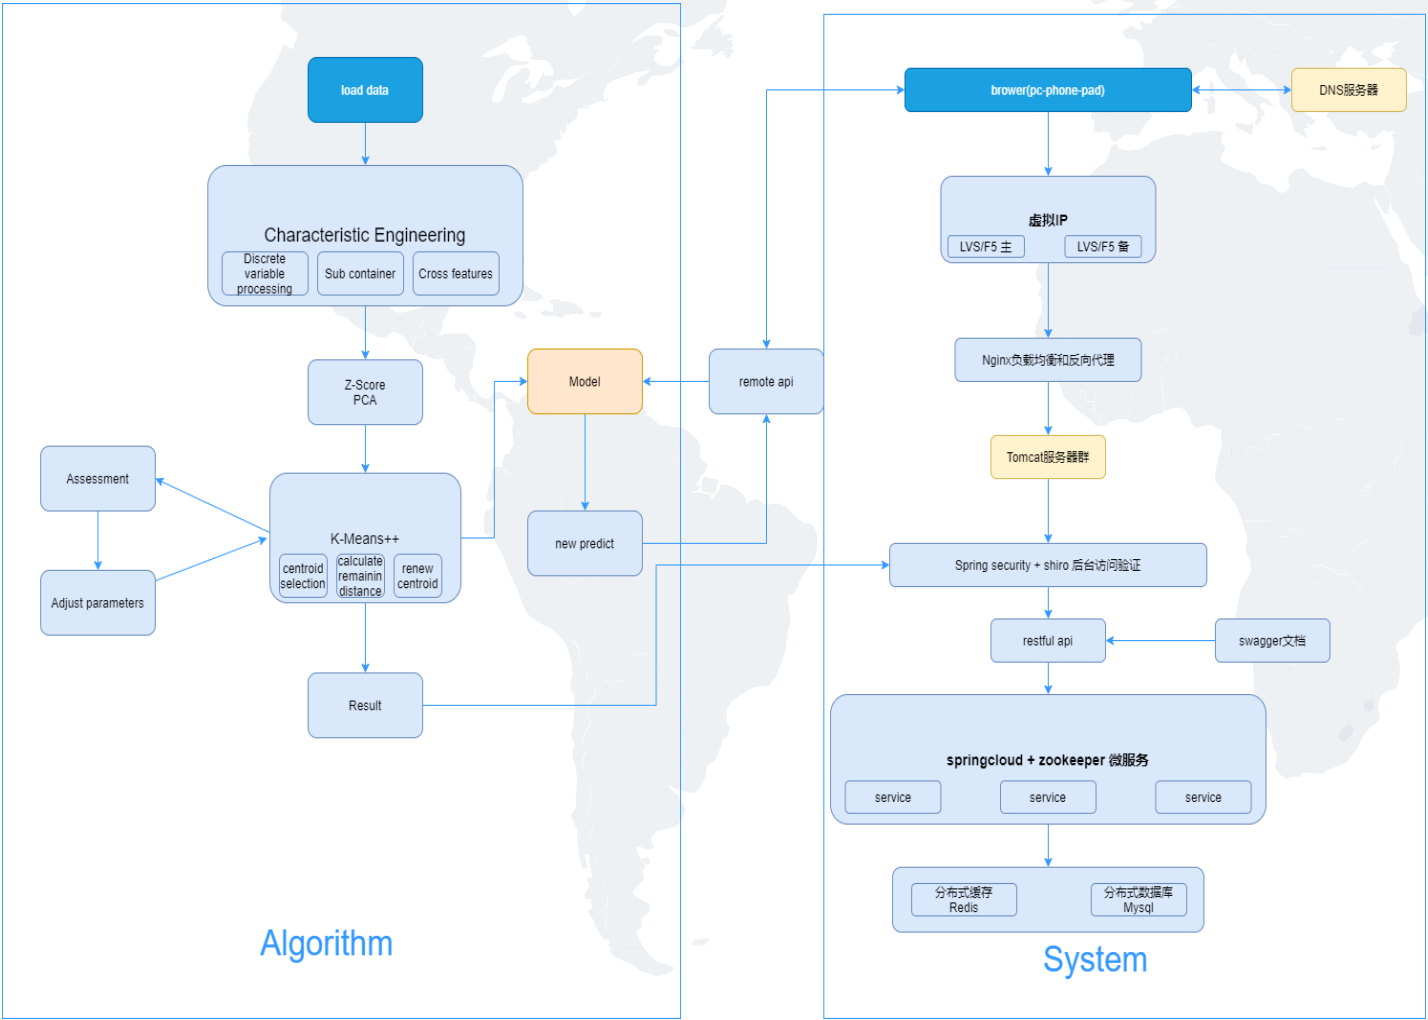 load data
Characteristic Engineering
Discrete
variable
processing
Sub container
Cross features
Z-Score
PCA
Assessment
Adjust parameters
K-Means++
centroid
selection
calculate
remainin
distance
renew
centroid
Result
Model
new predict
remote api
Algorithm
brower(pc-phone-pad)
DNS服务器
虚拟IP
LVS/F5 主
LVS/F5 备
Nginx负载均衡和反向代理
Tomcat服务器群
Spring security + shiro 后台访问验证
restful api
swagger文档
springcloud + zookeeper 微服务
service
service
service
分布式缓存
Redis
分布式数据库
Mysql
System